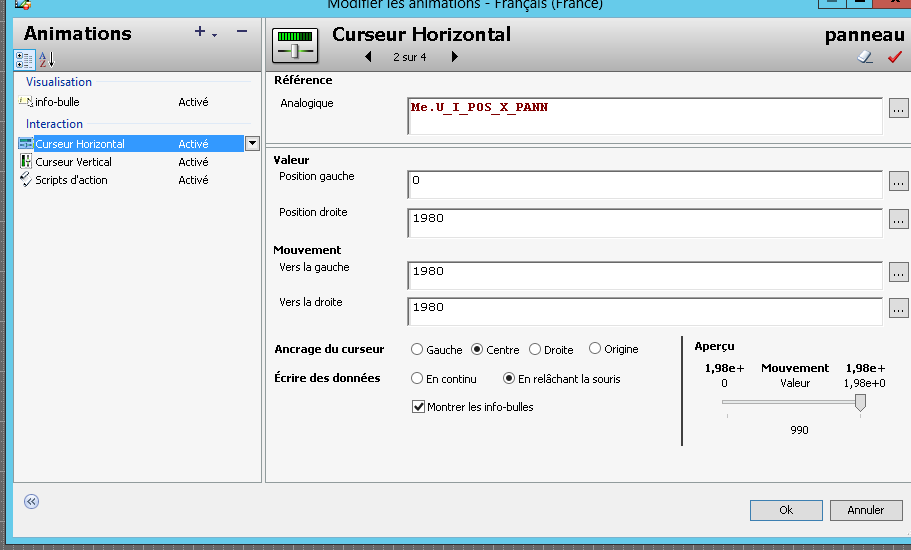 Modifier les animations - Français (France)
Animations
Curseur Horizontal
panneau
2 sur 4
Visualisation
info-bulle Activé
Interaction
Curseur Horizontal Activé
Curseur Vertical Activé
Scripts d'action Activé
Référence
Analogique
Me.U_I_POS_X_PANN
...
Valeur
Position gauche
0
...
Position droite
1980
...
Mouvement
Vers la gauche
1980
...
Vers la droite
1980
...
Ancrage du curseur Gauche Centre Droite Origine
Écrire des données En continu En relâchant la souris
Montrer les info-bulles
Aperçu
1,98e+ Mouvement 1,98e+
0 Valeur 1,98e+0
990
Ok Annuler